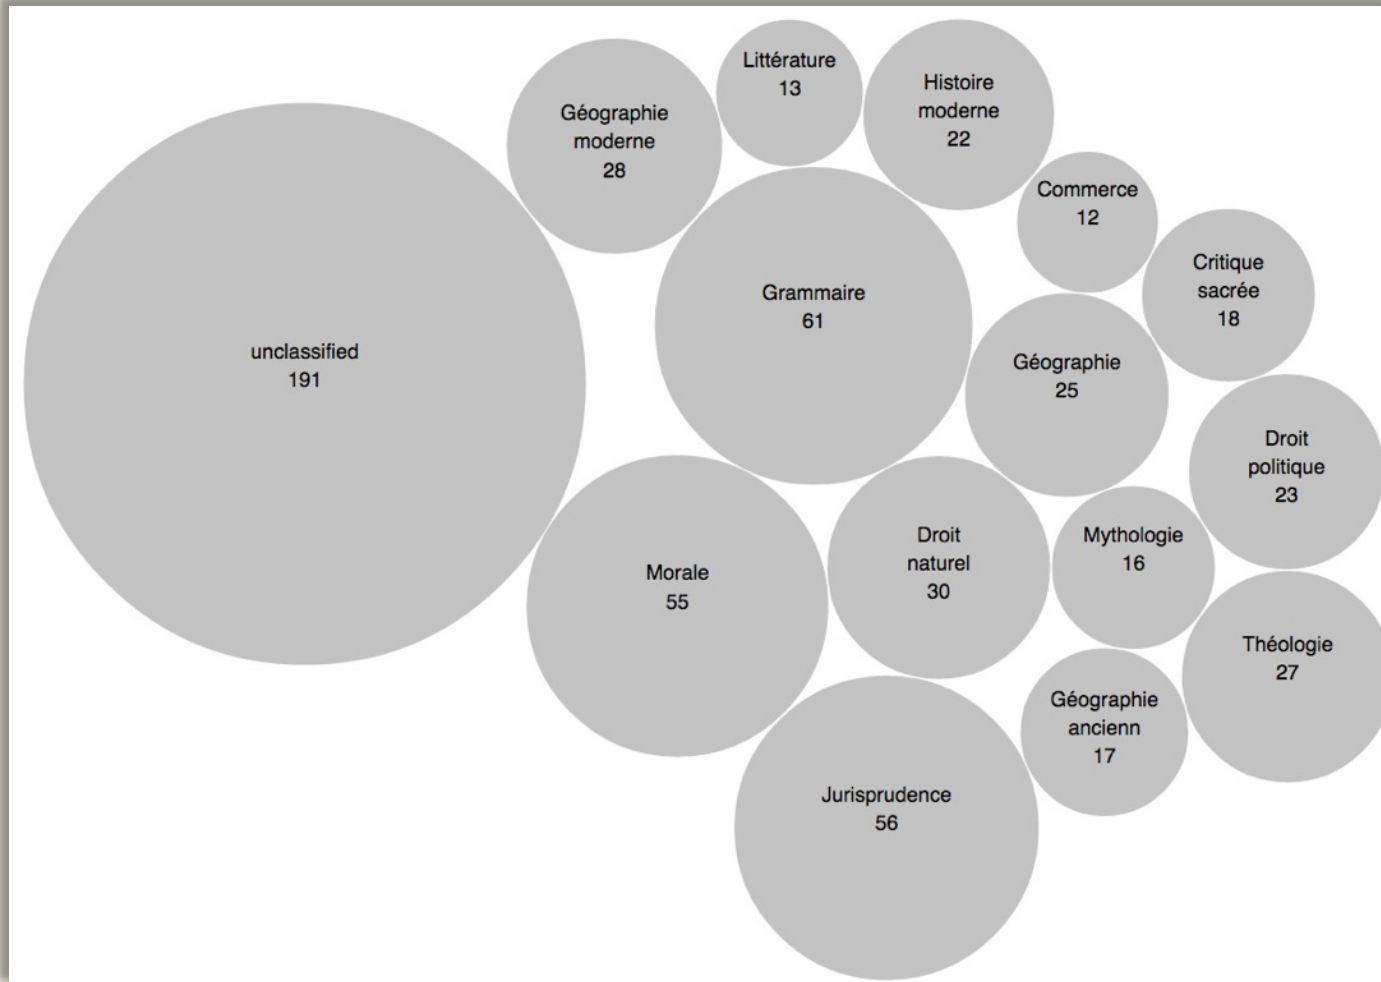 Littérature
13
Histoire
moderne
22
Géographie
moderne
28
Commerce
12
Critique
sacrée
18
Grammaire
61
unclassified
191
Géographie
25
Droit
politique
23
Droit
naturel
30
Mythologie
16
Morale
55
Théologie
27
Géographie
ancienn
17
Jurisprudence
56